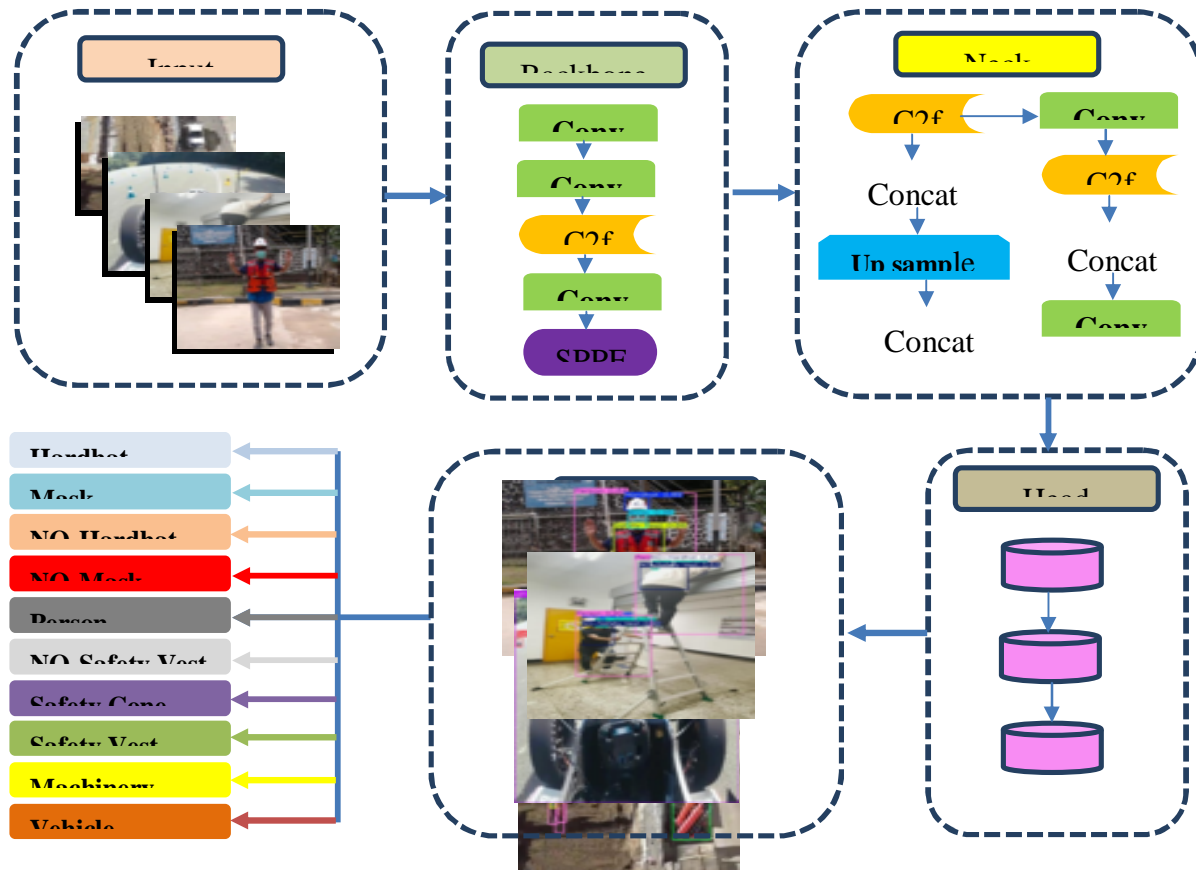 Input
Backbone
Conv
Conv
C2f
Conv
SPPF
Neck
C2f
Concat
Up sample
Concat
Conv
C2f
Concat
Conv
Head
Hardhat
Mask
NO-Hardhat
NO-Mask
Person
NO-Safety Vest
Safety Cone
Safety Vest
Machinery
Vehicle